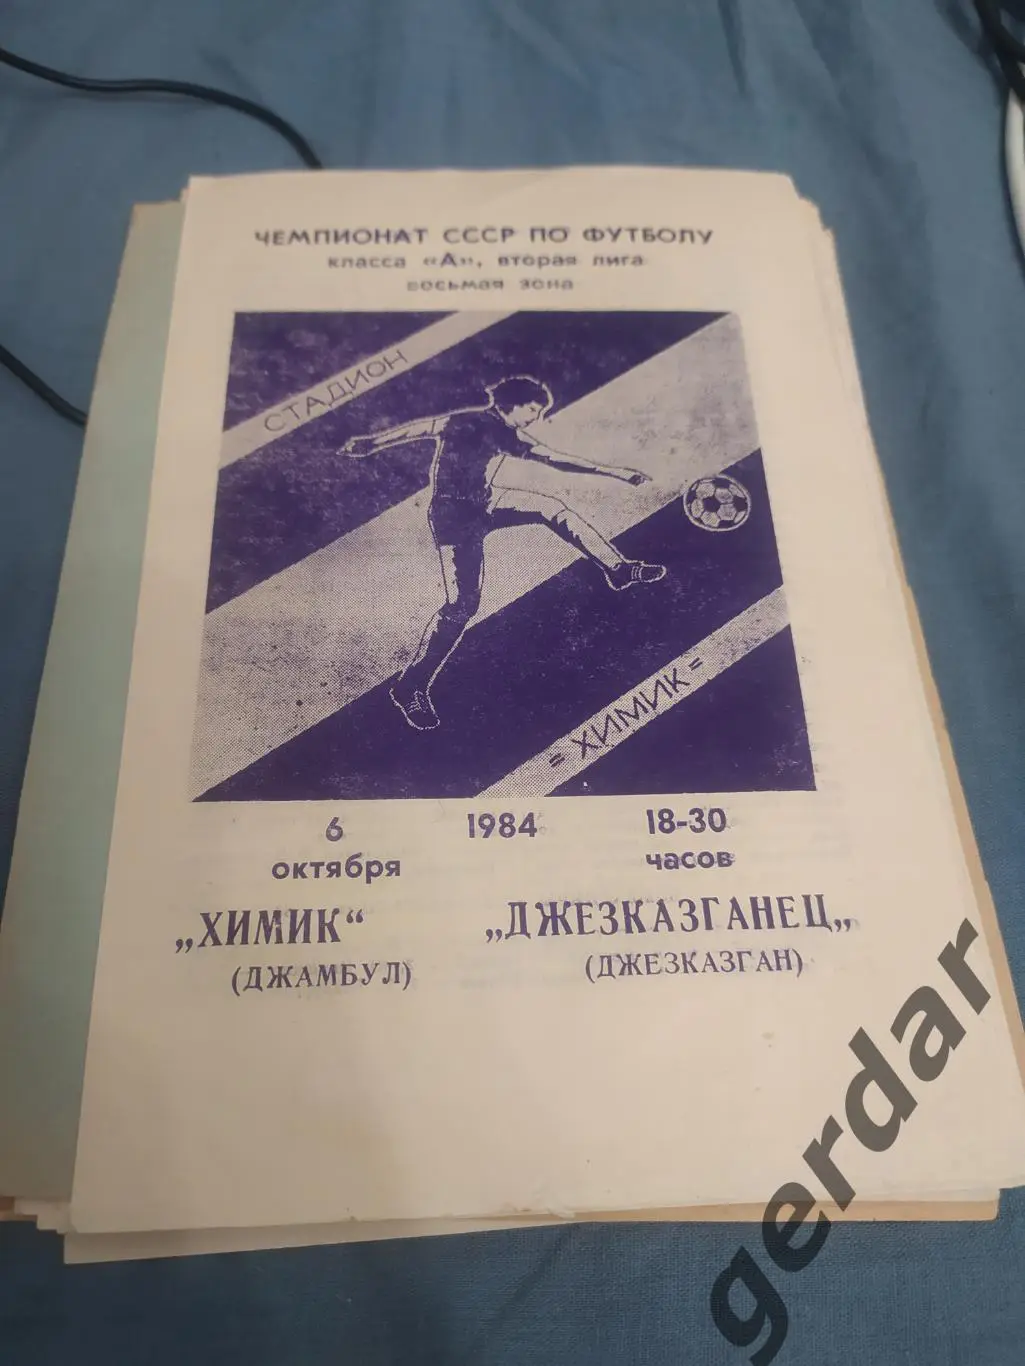 ЧЕМПИОНАТ СССР ПО ФУТБОЛУ
класса «А», вторая лига
восьмая зона
СТАДИОН
=ХИМИК=
6 1984 18-30
октября часов
„ХИМИК“ „ДЖЕЗКАЗГАНЕЦ„
(ДЖАМБУЛ) (ДЖЕЗКАЗГАН)
gerdar